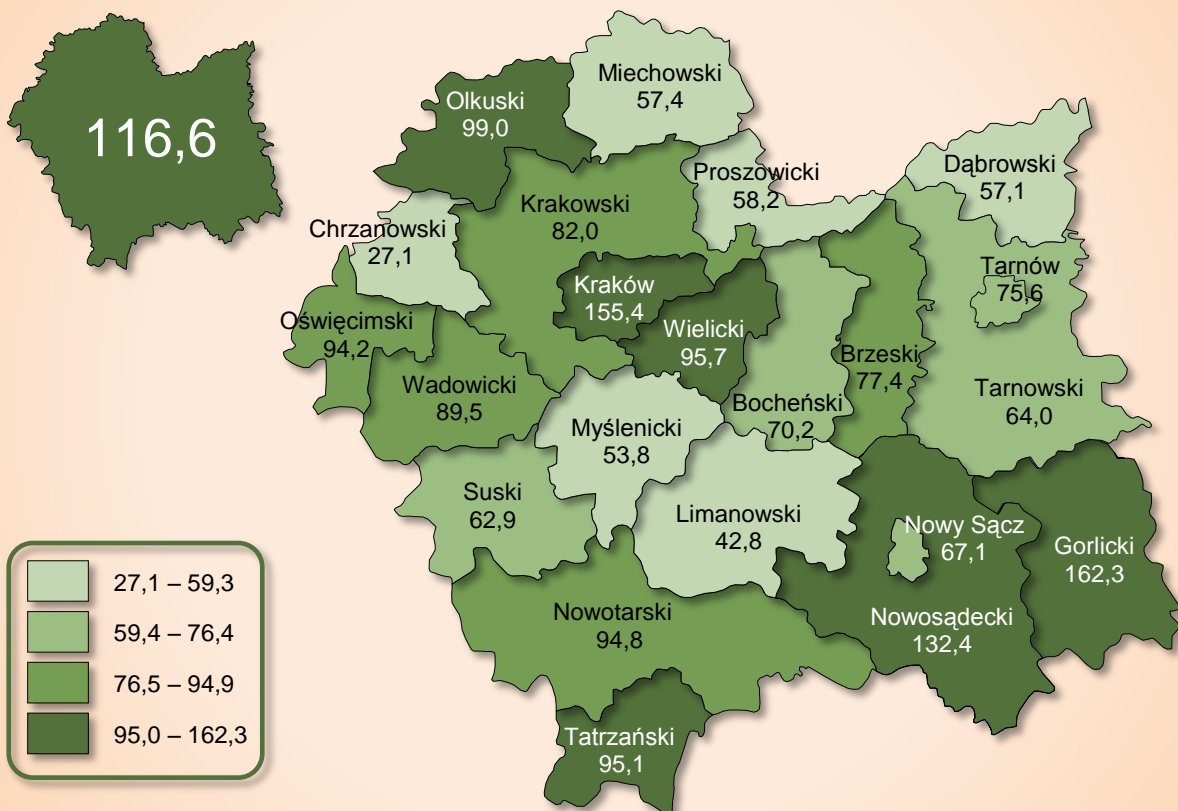 116,6
Miechowski
57,4
Olkuski
99,0
Proszowicki
58,2
Dąbrowski
57,1
Krakowski
82,0
Chrzanowski
27,1
Tarnów
75,6
Kraków
155,4
Oświęcimski
94,2
Wielicki
95,7
Brzeski
77,4
Wadowicki
89,5
Tarnowski
64,0
Bocheński
70,2
Myślenicki
53,8
Suski
62,9
Limanowski
42,8
Nowy Sącz
67,1
Gorlicki
162,3
Nowotarski
94,8
Nowosądecki
132,4
Tatrzański
95,1
27,1 – 59,3
59,4 – 76,4
76,5 – 94,9
95,0 – 162,3